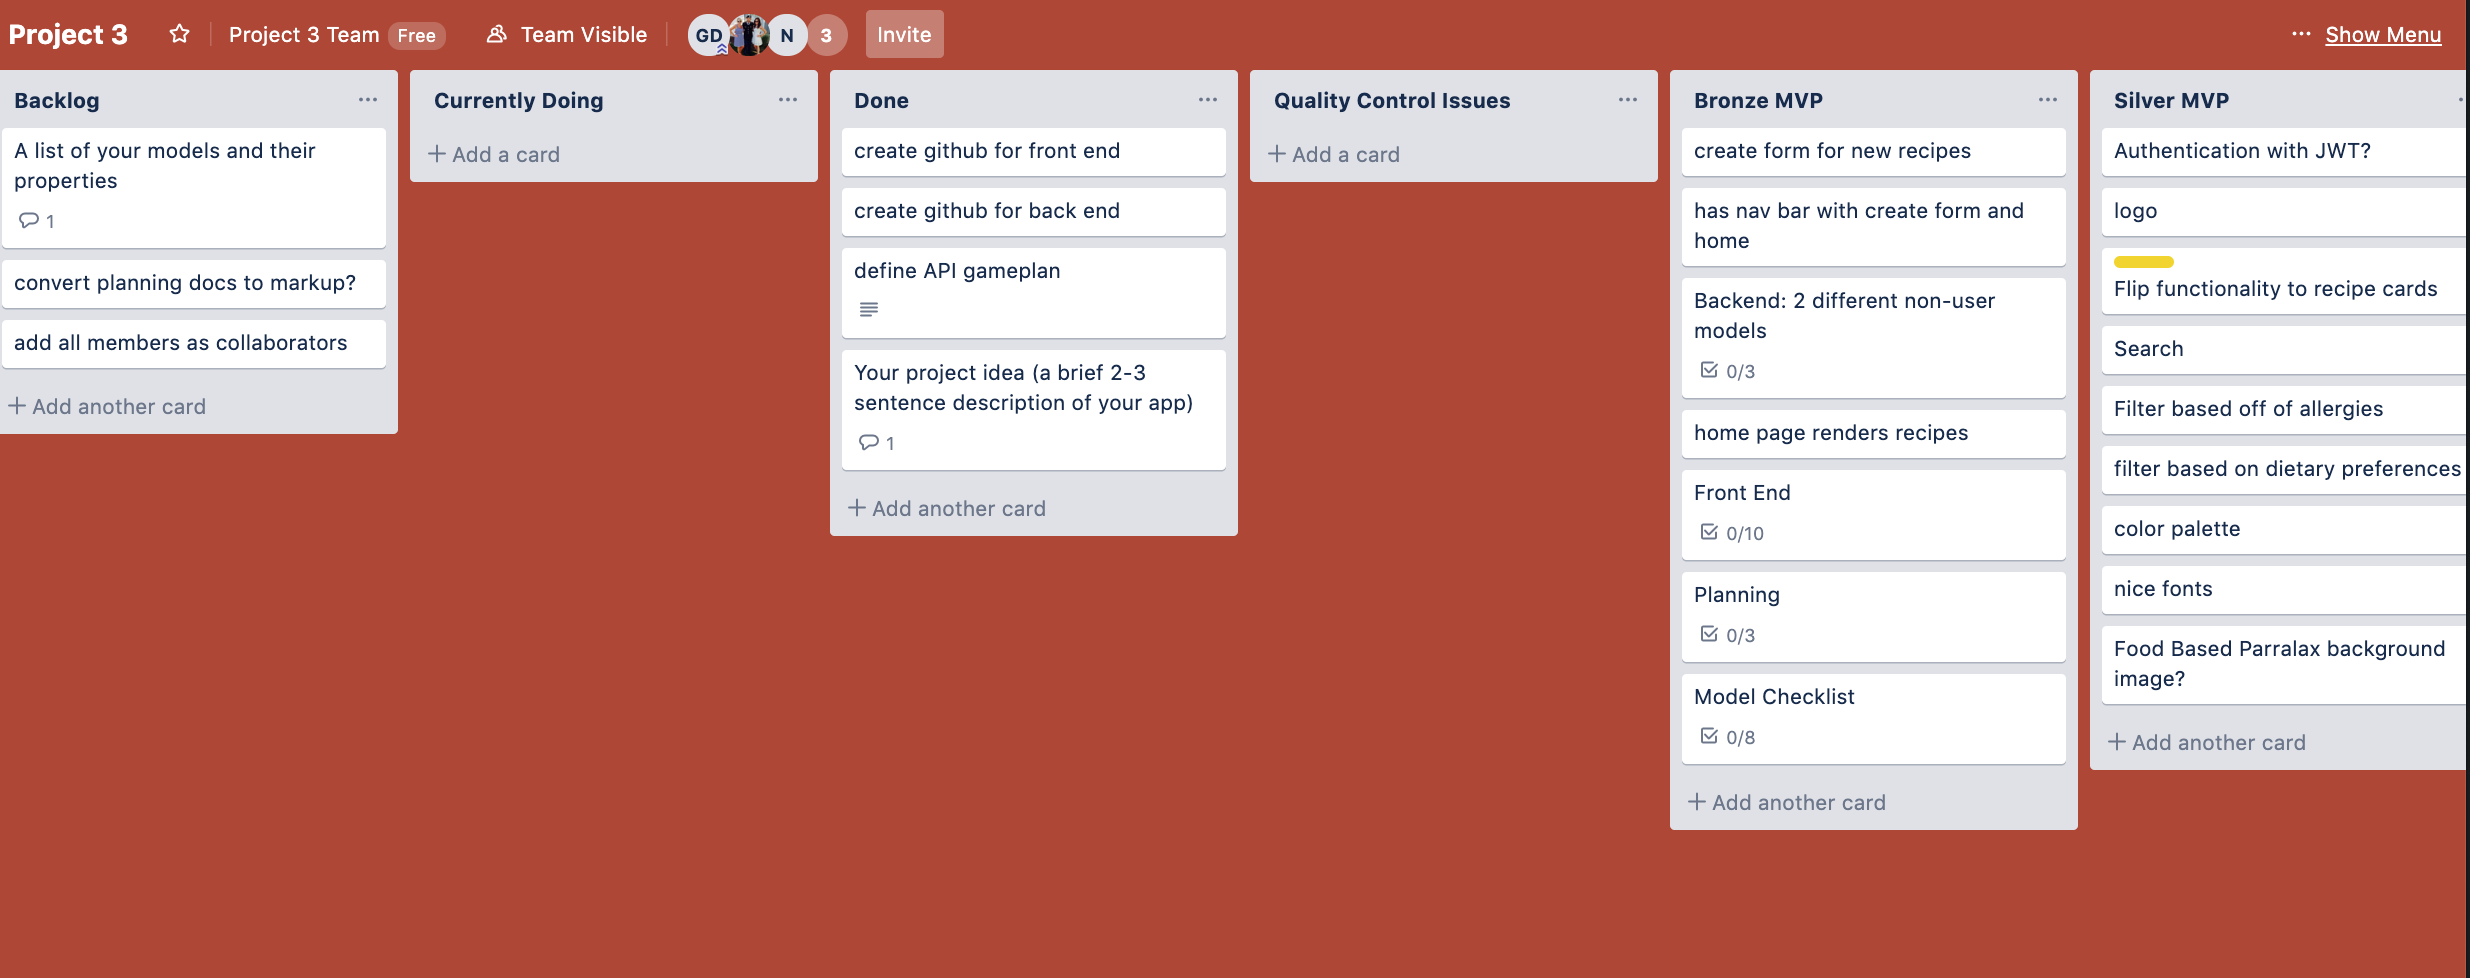 Project 3
Project 3 Team Free
Team Visible
GD
N
3
Invite
Show Menu
Backlog
A list of your models and their
properties
1
convert planning docs to markup?
add all members as collaborators
Add another card
Currently Doing
Add a card
Done
create github for front end
create github for back end
define API gameplan
Your project idea (a brief 2-3
sentence description of your app)
1
Add another card
Quality Control Issues
Add a card
Bronze MVP
create form for new recipes
has nav bar with create form and
home
Backend: 2 different non-user
models
0/3
home page renders recipes
Front End
0/10
Planning
0/3
Model Checklist
0/8
Add another card
Silver MVP
Authentication with JWT?
logo
Flip functionality to recipe cards
Search
Filter based off of allergies
filter based on dietary preferences
color palette
nice fonts
Food Based Parralax background
image?
Add another card